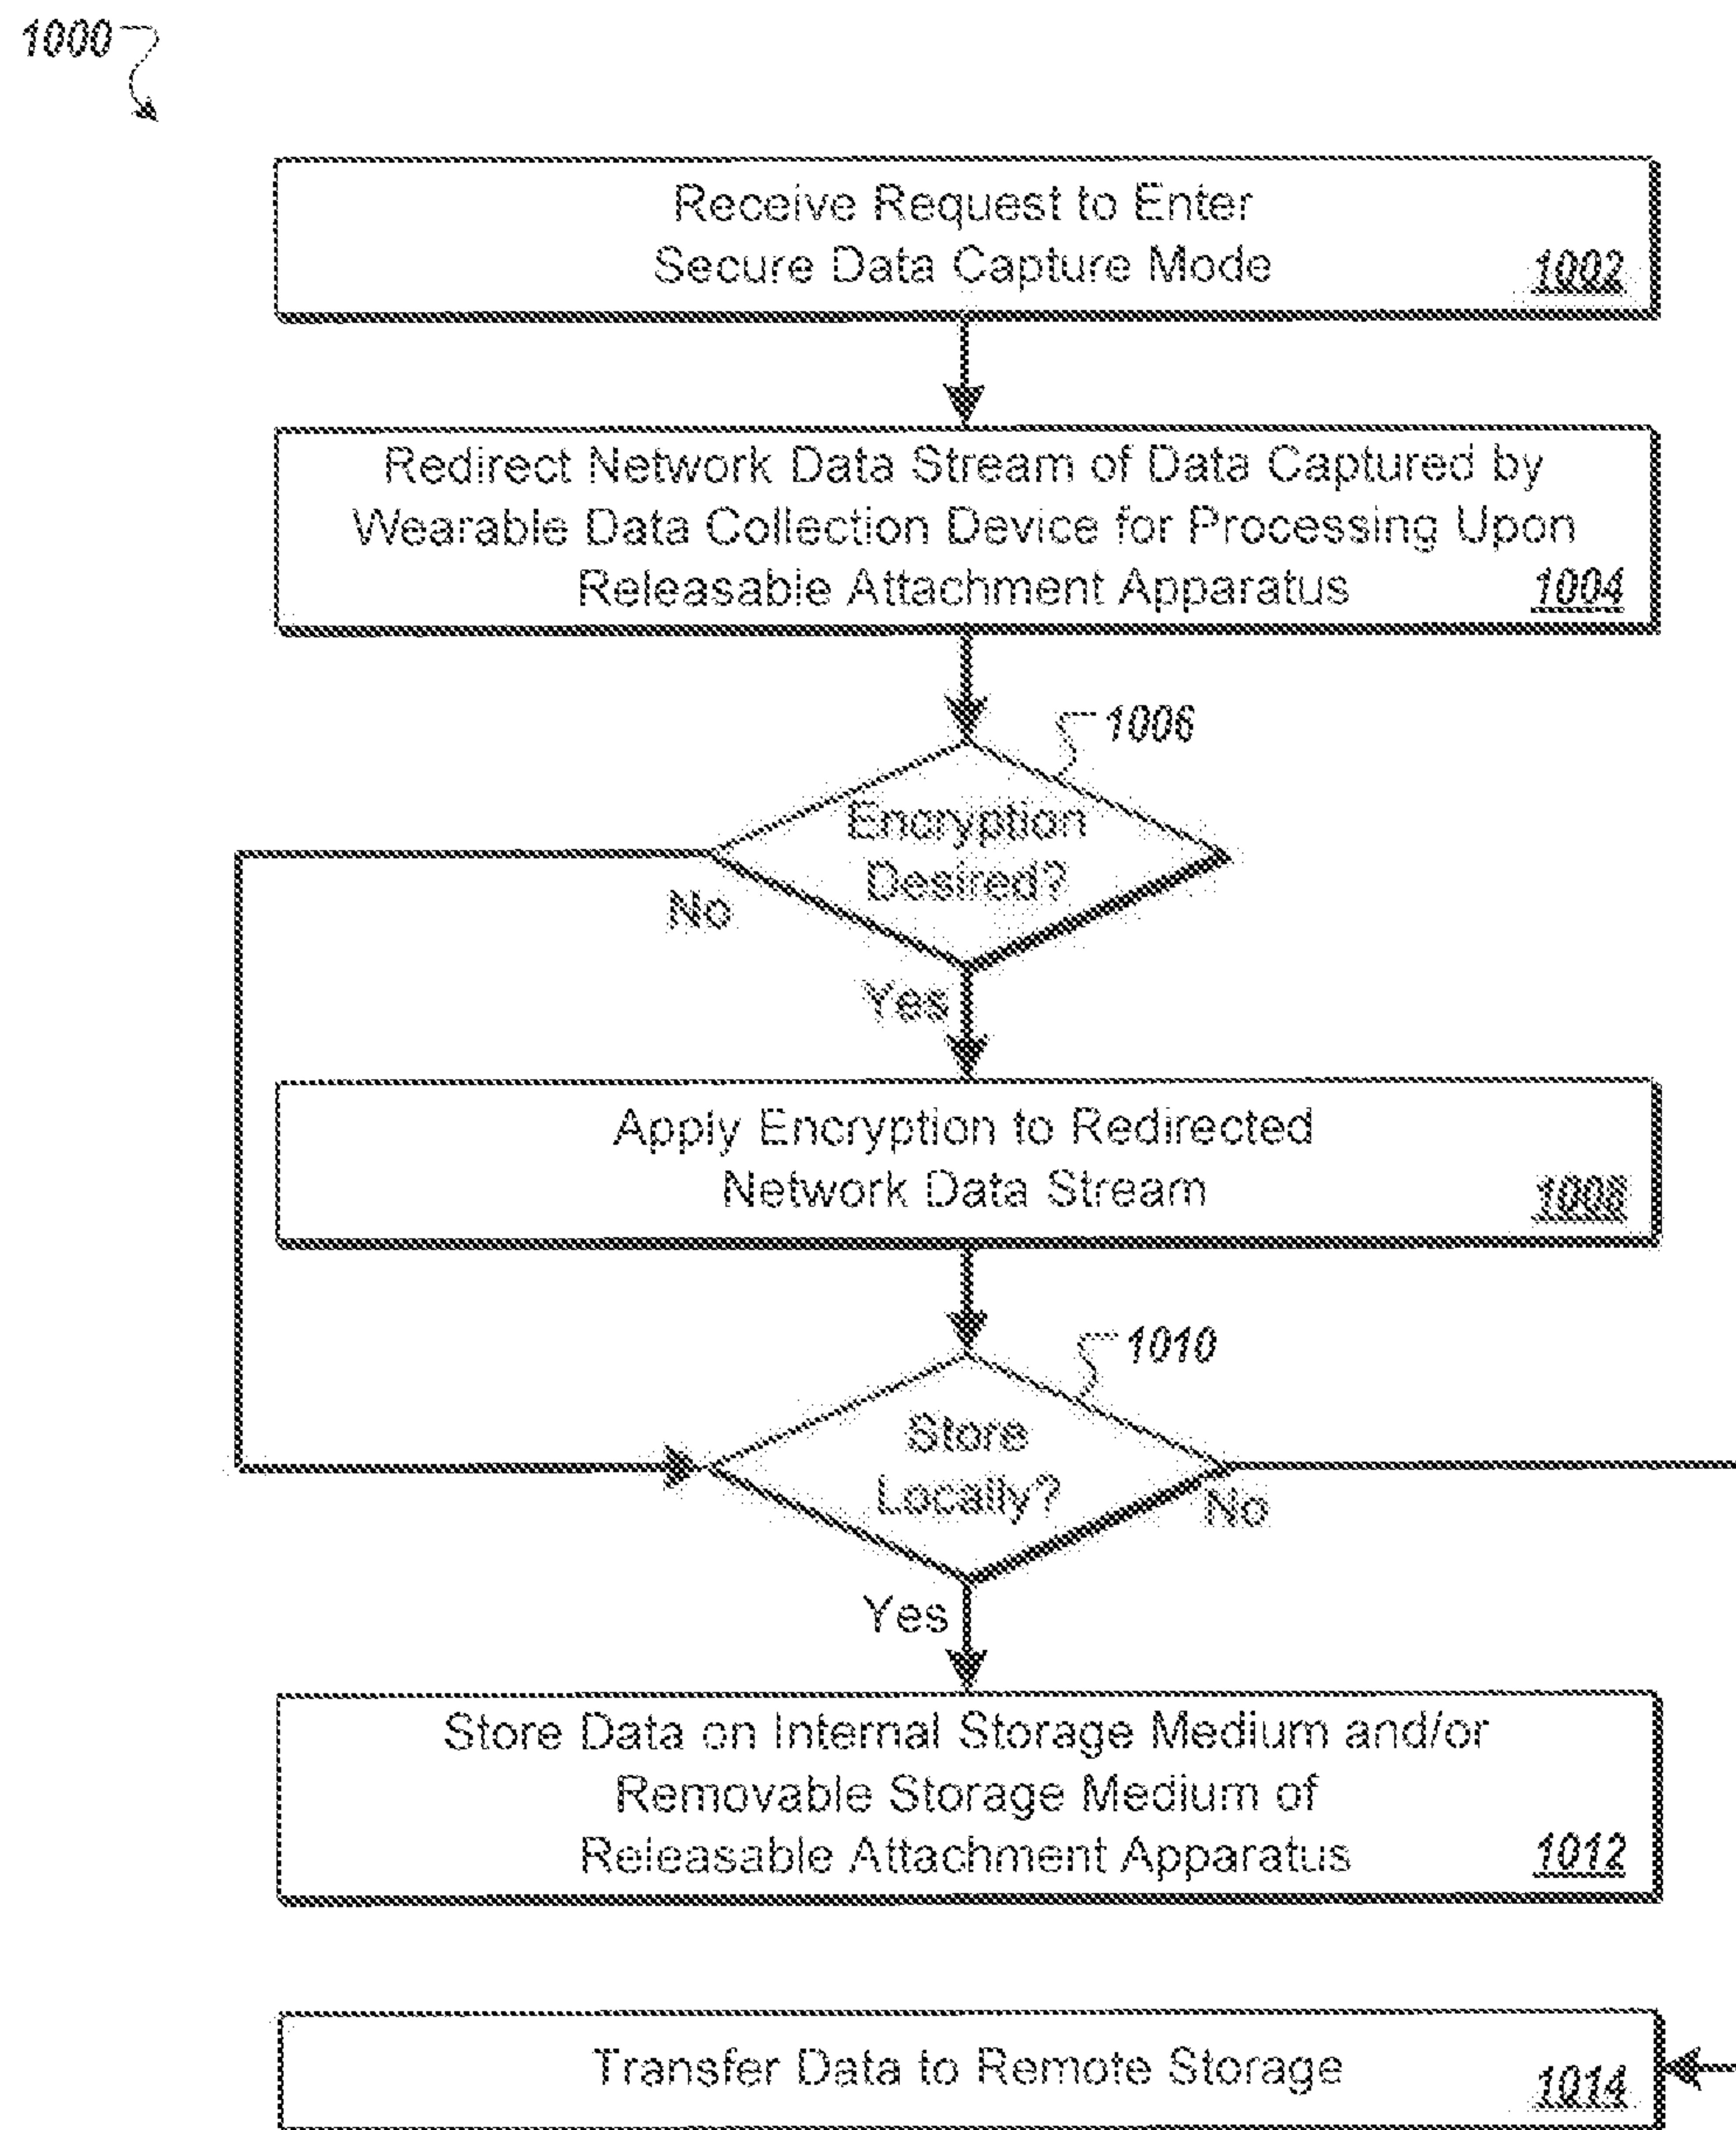 1000
Receive Request to Enter
Secure Data Capture Mode
1002
Redirect Network Data Stream of Data Captured by
Wearable Data Collection Device for Processing Upon
Releasable Attachment Apparatus
1004
1006
Encryption
Desired?
No
Yes
Apply Encryption to Redirected
Network Data Stream
1008
1010
Store
Locally?
No
Yes
Store Data on Internal Storage Medium and/or
Removable Storage Medium of
Releasable Attachment Apparatus
1012
Transfer Data to Remote Storage
1014